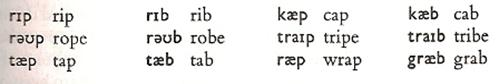 rɪp rip rɪb rib kæp cap kæb cab
rəʊp rope rəʊb robe traɪp tripe traɪb tribe
tæp tap tæb tab ræp wrap græb grab